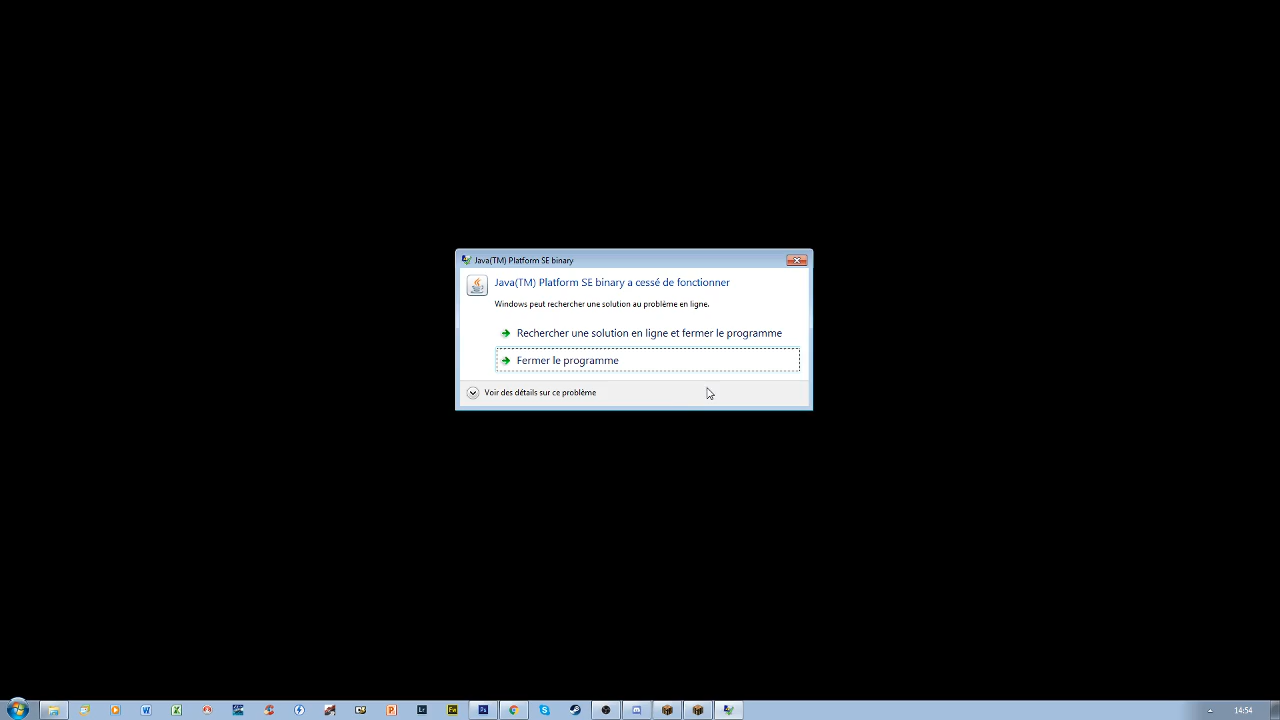 Java(TM) Platform SE binary
Java(TM) Platform SE binary a cessé de fonctionner
Windows peut rechercher une solution au problème en ligne.
Rechercher une solution en ligne et fermer le programme
Fermer le programme
Voir des détails sur ce problème
14:54